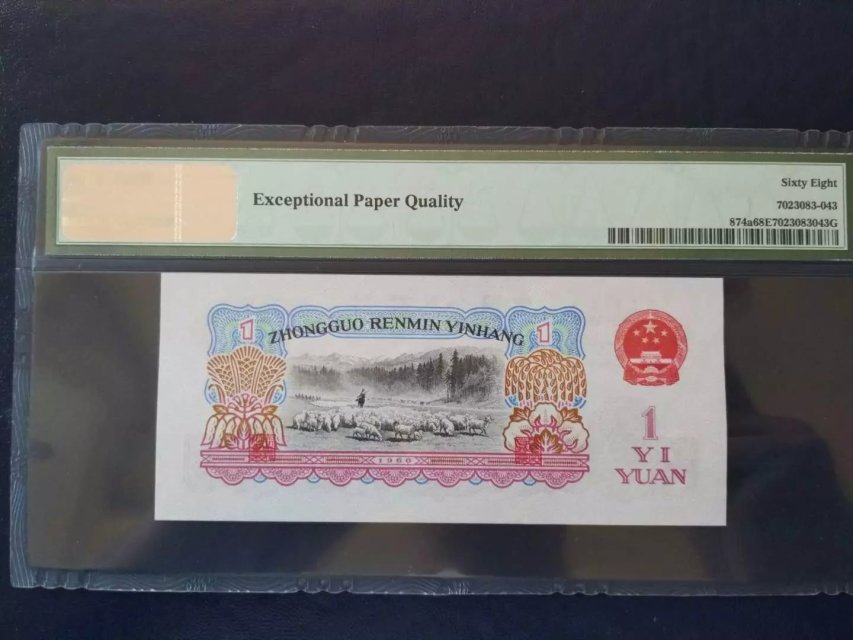 Exceptional Paper Quality
Sixty Eight
7023083-043
874a68E7023083043G
1 ZHONGGUO RENMIN YINHANG 1
1960
1
YI
YUAN